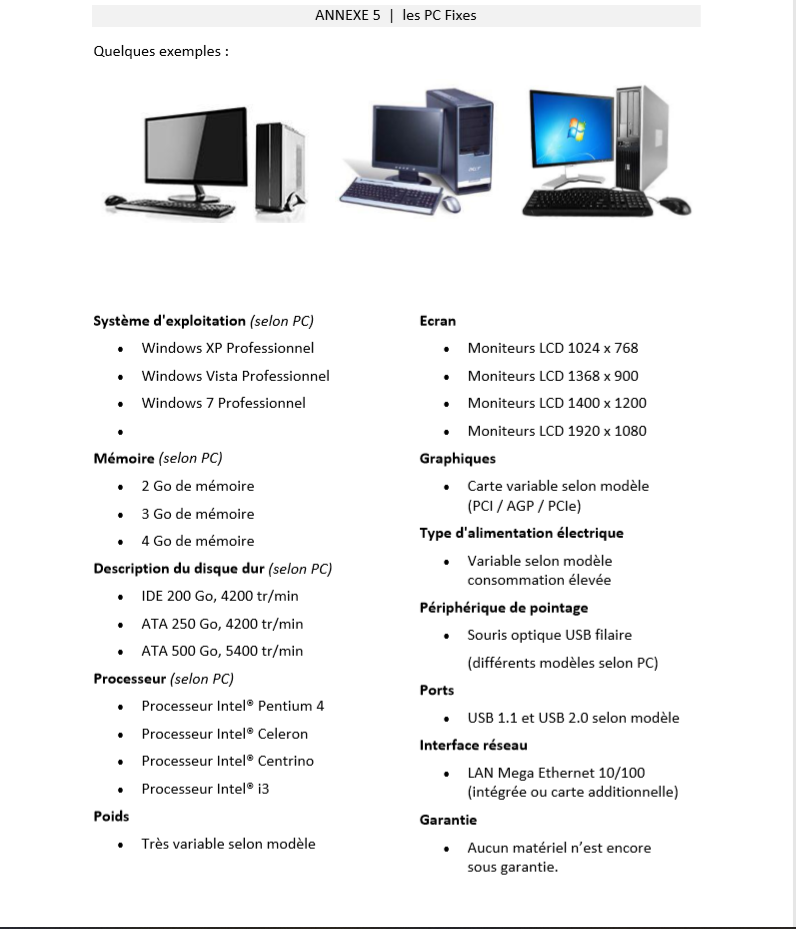 ANNEXE 5 | les PC Fixes
Quelques exemples :
acer
Système d'exploitation (selon PC)
• Windows XP Professionnel
• Windows Vista Professionnel
• Windows 7 Professionnel
•
Mémoire (selon PC)
• 2 Go de mémoire
• 3 Go de mémoire
• 4 Go de mémoire
Description du disque dur (selon PC)
• IDE 200 Go, 4200 tr/min
• ATA 250 Go, 4200 tr/min
• ATA 500 Go, 5400 tr/min
Processeur (selon PC)
• Processeur Intel® Pentium 4
• Processeur Intel® Celeron
• Processeur Intel® Centrino
• Processeur Intel® i3
Poids
• Très variable selon modèle
Ecran
• Moniteurs LCD 1024 x 768
• Moniteurs LCD 1368 x 900
• Moniteurs LCD 1400 x 1200
• Moniteurs LCD 1920 x 1080
Graphiques
• Carte variable selon modèle
(PCI / AGP / PCIe)
Type d'alimentation électrique
• Variable selon modèle
consommation élevée
Périphérique de pointage
• Souris optique USB filaire
(différents modèles selon PC)
Ports
• USB 1.1 et USB 2.0 selon modèle
Interface réseau
• LAN Mega Ethernet 10/100
(intégrée ou carte additionnelle)
Garantie
• Aucun matériel n’est encore
sous garantie.